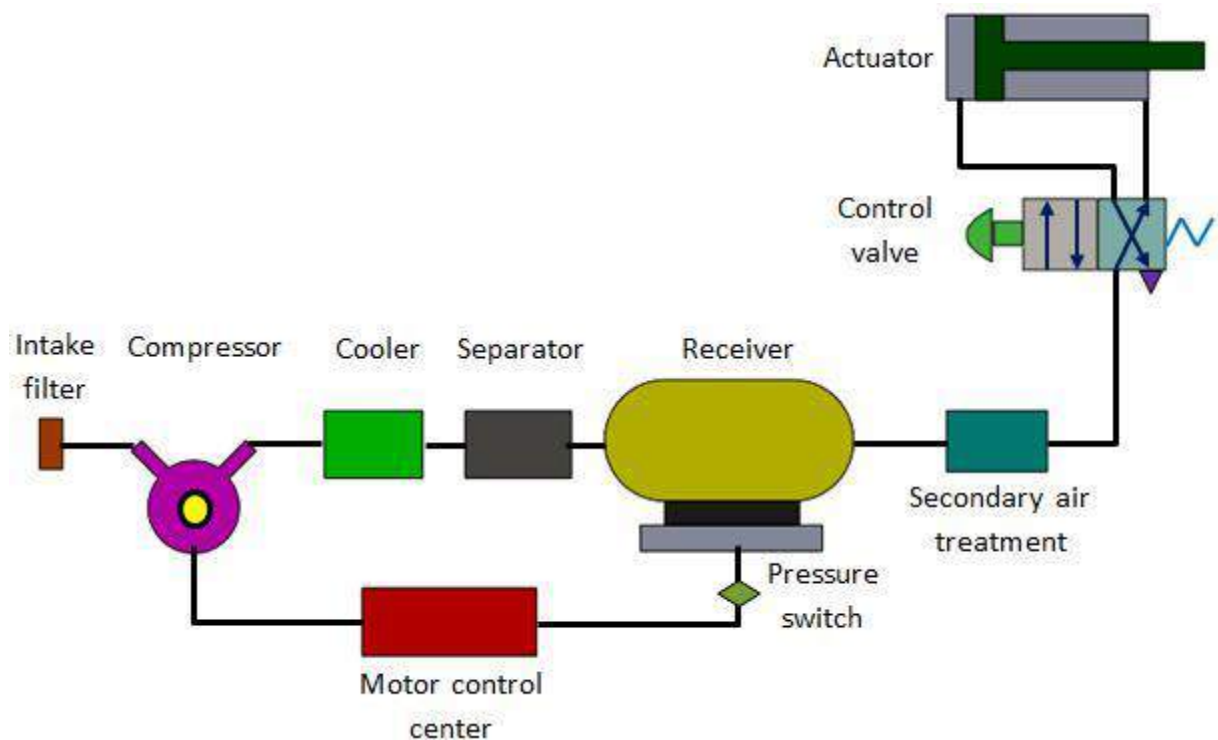 Actuator
Control
valve
Intake
filter
Compressor
Cooler
Separator
Receiver
Secondary air
treatment
Pressure
switch
Motor control
center